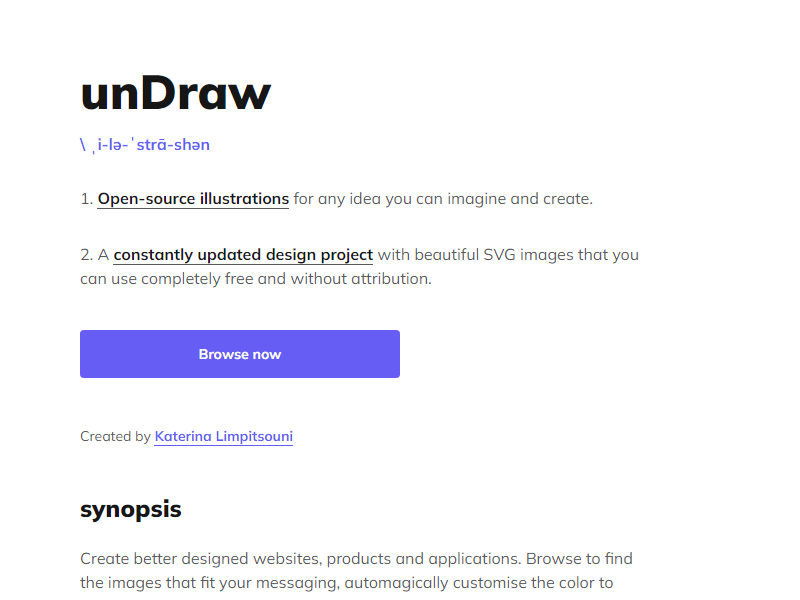 unDraw
\ ˌi-lə-ˈstrā-shən
1. Open-source illustrations for any idea you can imagine and create.
2. A constantly updated design project with beautiful SVG images that you
can use completely free and without attribution.
Browse now
Created by Katerina Limpitsouni
synopsis
Create better designed websites, products and applications. Browse to find
the images that fit your messaging, automagically customise the color to